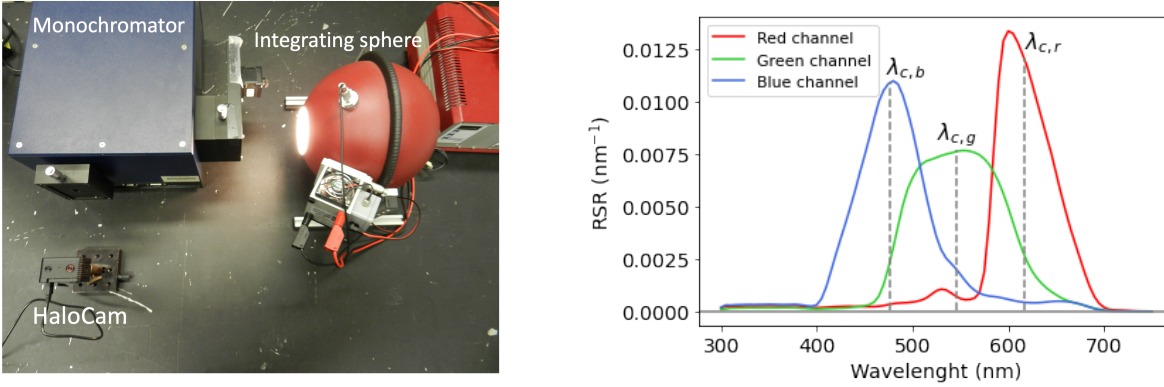 Monochromator
Integrating sphere
HaloCam
Red channel
Green channel
Blue channel
λc,b
λc,g
λc,r
RSR (nm⁻¹)
0.0125
0.0100
0.0075
0.0050
0.0025
0.0000
300 400 500 600 700
Wavelenght (nm)